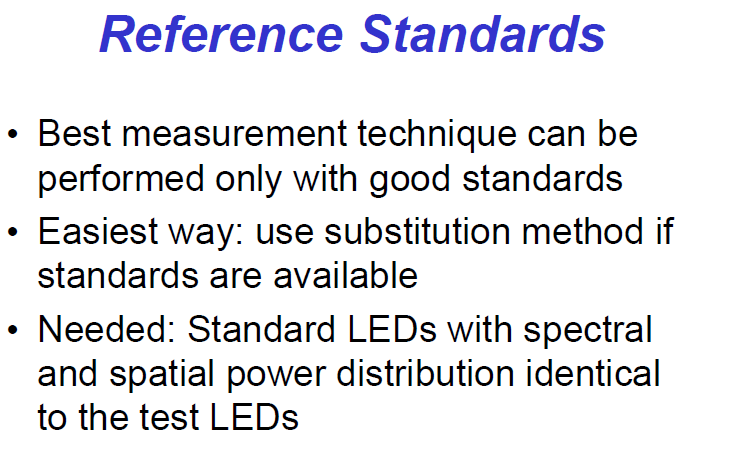 Reference Standards
• Best measurement technique can be
performed only with good standards
• Easiest way: use substitution method if
standards are available
• Needed: Standard LEDs with spectral
and spatial power distribution identical
to the test LEDs